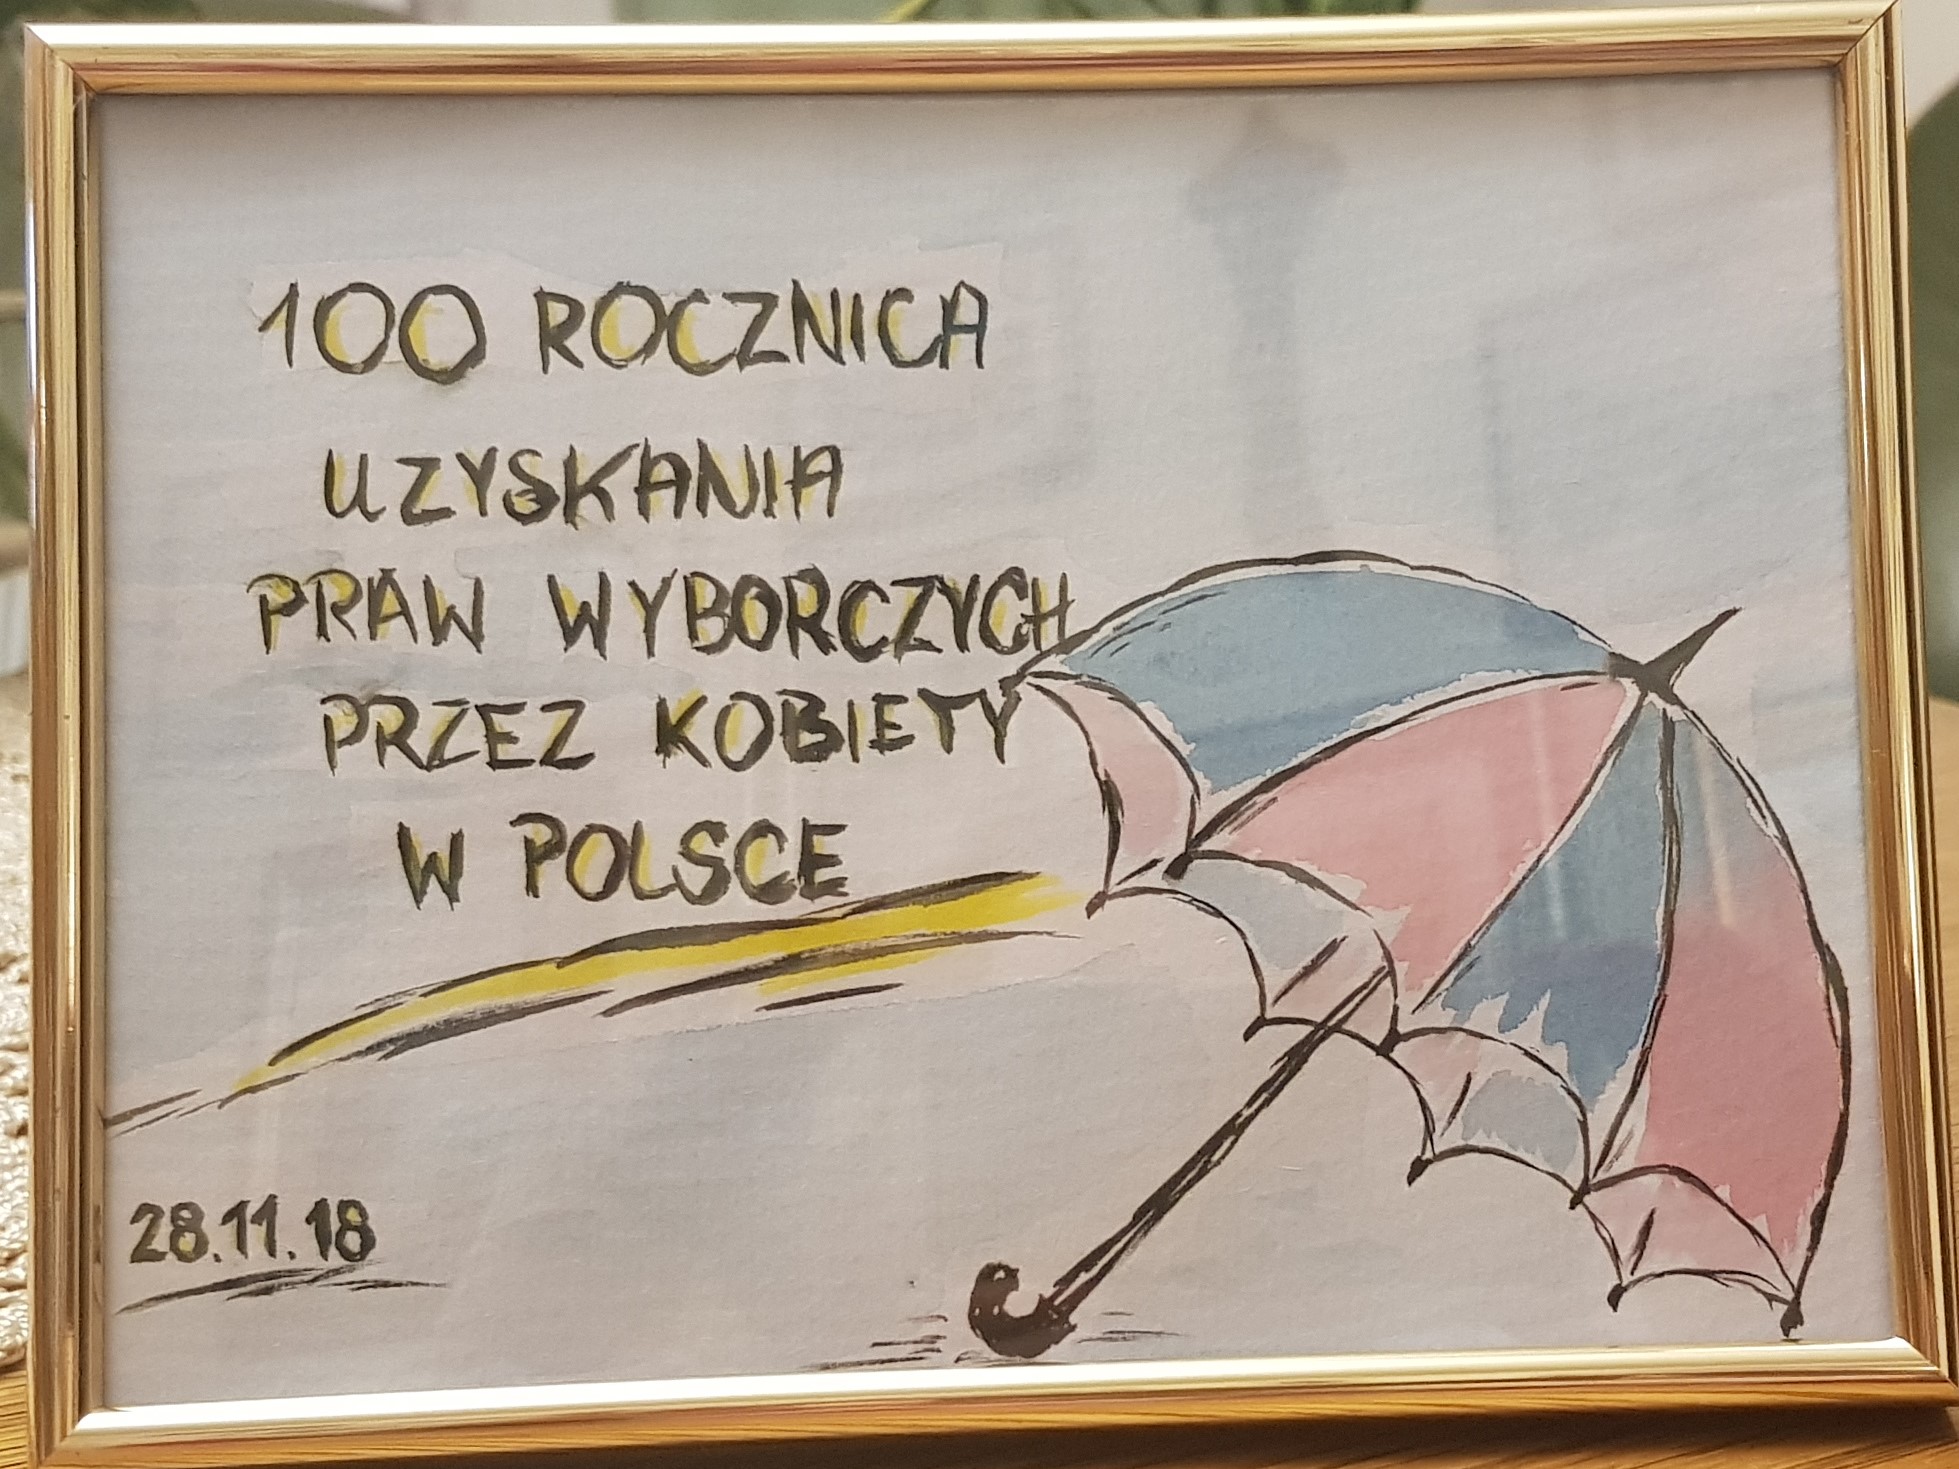 100 ROCZNICA
UZYSKANIA
PRAW WYBORCZYCH
PRZEZ KOBIETY
W POLSCE
28.11.18